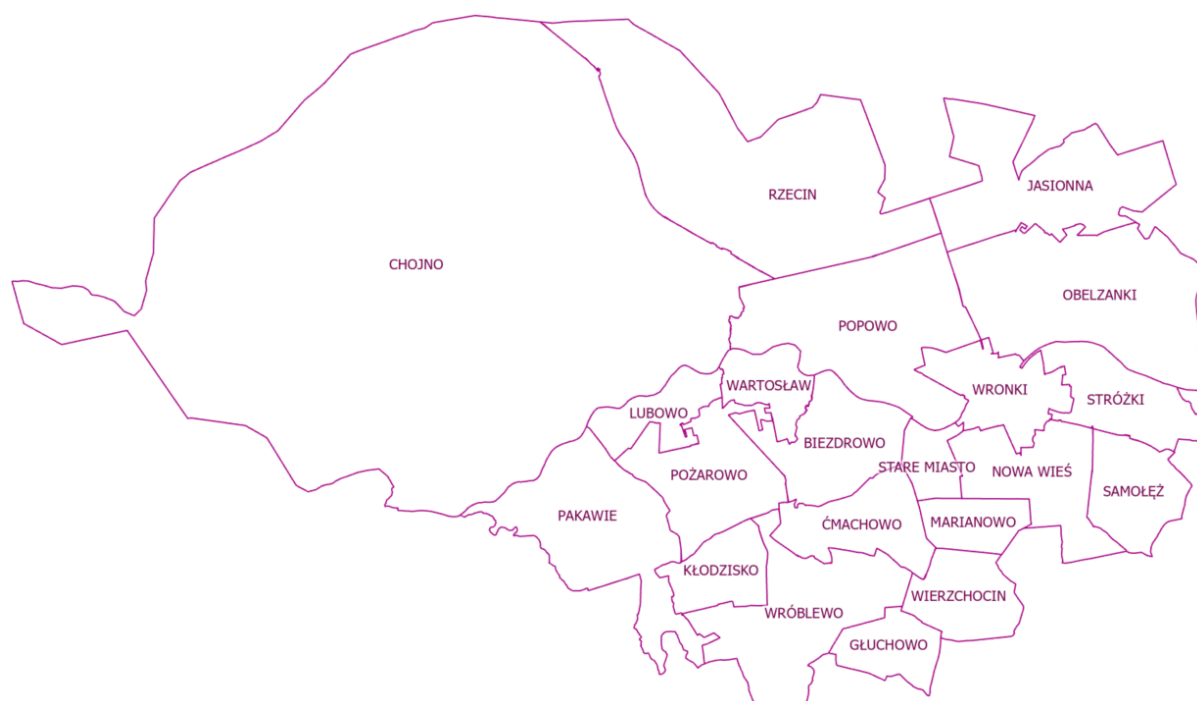 JASIONNA
RZECIN
CHOJNO
OBELZANKI
POPOWO
WARTOSŁAW
WRONKI
STRÓŻKI
LUBOWO
BIEZDROWO
STARE MIASTO
NOWA WIEŚ
POŻAROWO
SAMOŁĘŻ
PAKAWIE
ĆMACHOWO
MARIANOWO
KŁODZISKO
WIERZCHOCIN
WRÓBLEWO
GŁUCHOWO